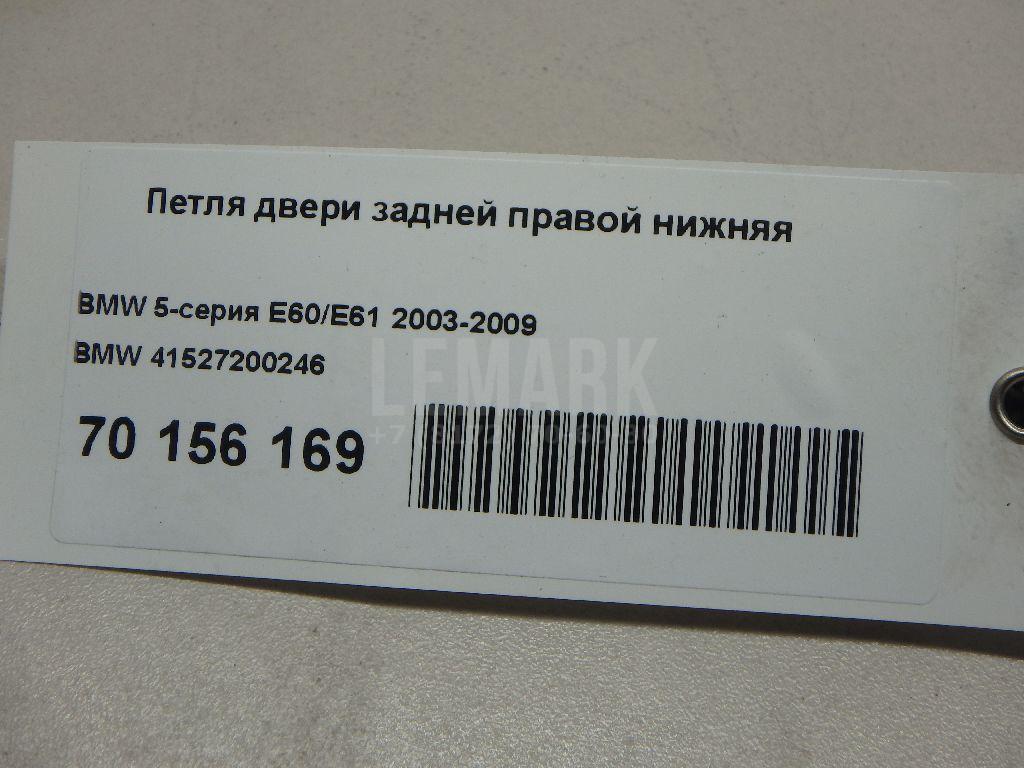 Петля двери задней правой нижняя
BMW 5-серия E60/E61 2003-2009
BMW 41527200246
LEMARK
70 156 169